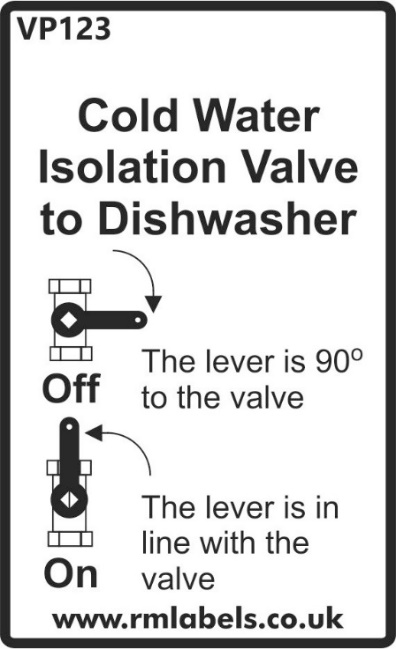 VP123
Cold Water
Isolation Valve
to Dishwasher
The lever is 90º
to the valve
Off
The lever is in
line with the
valve
On
www.rmlabels.co.uk